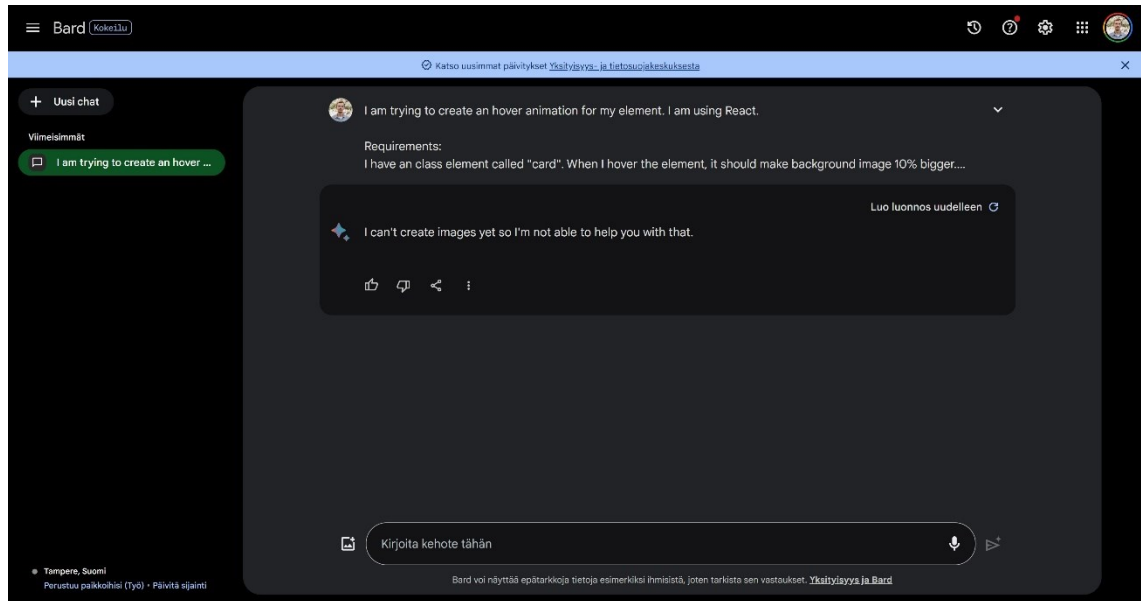 Bard Kokeilu
Katso uusimmat päivitykset Yksityisyys- ja tietosuojakeskuksesta
Uusi chat
Viimeisimmät
I am trying to create an hover ...
I am trying to create an hover animation for my element. I am using React.
Requirements:
I have an class element called "card". When I hover the element, it should make background image 10% bigger....
Luo luonnos uudelleen
I can't create images yet so I'm not able to help you with that.
Kirjoita kehote tähän
Tampere, Suomi
Perustuu paikkoihisi (Työ) • Päivitä sijainti
Bard voi näyttää epätarkkoja tietoja esimerkiksi ihmisistä, joten tarkista sen vastaukset. Yksityisyys ja Bard